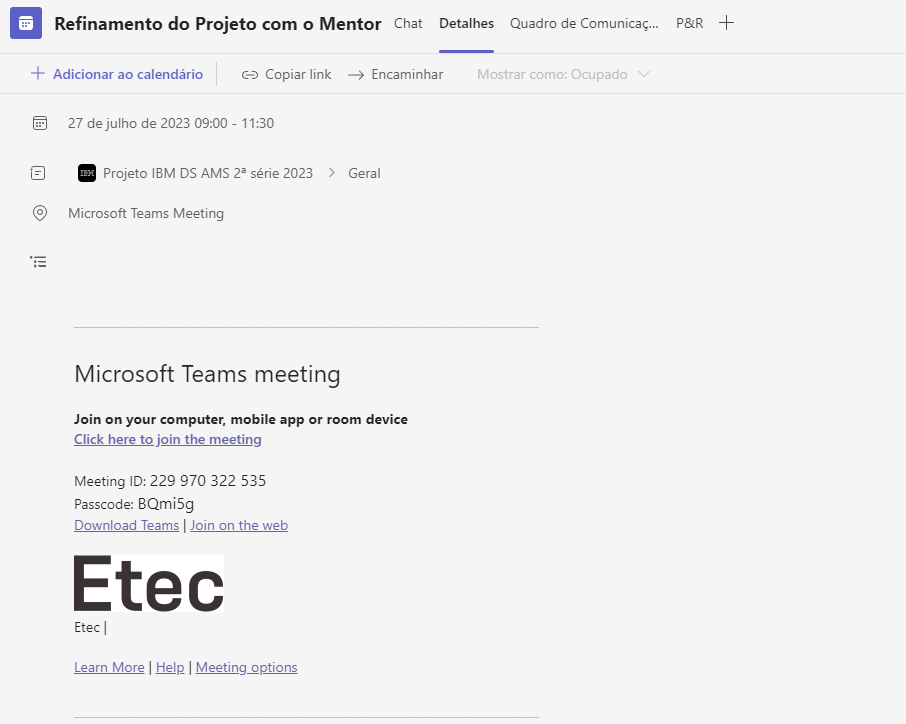 Refinamento do Projeto com o Mentor Chat Detalhes Quadro de Comunicaç... P&R
Adicionar ao calendário Copiar link Encaminhar Mostrar como: Ocupado
27 de julho de 2023 09:00 - 11:30
IBM Projeto IBM DS AMS 2ª série 2023 > Geral
Microsoft Teams Meeting
Microsoft Teams meeting
Join on your computer, mobile app or room device
Click here to join the meeting
Meeting ID: 229 970 322 535
Passcode: BQmi5g
Download Teams | Join on the web
Etec
Etec |
Learn More | Help | Meeting options